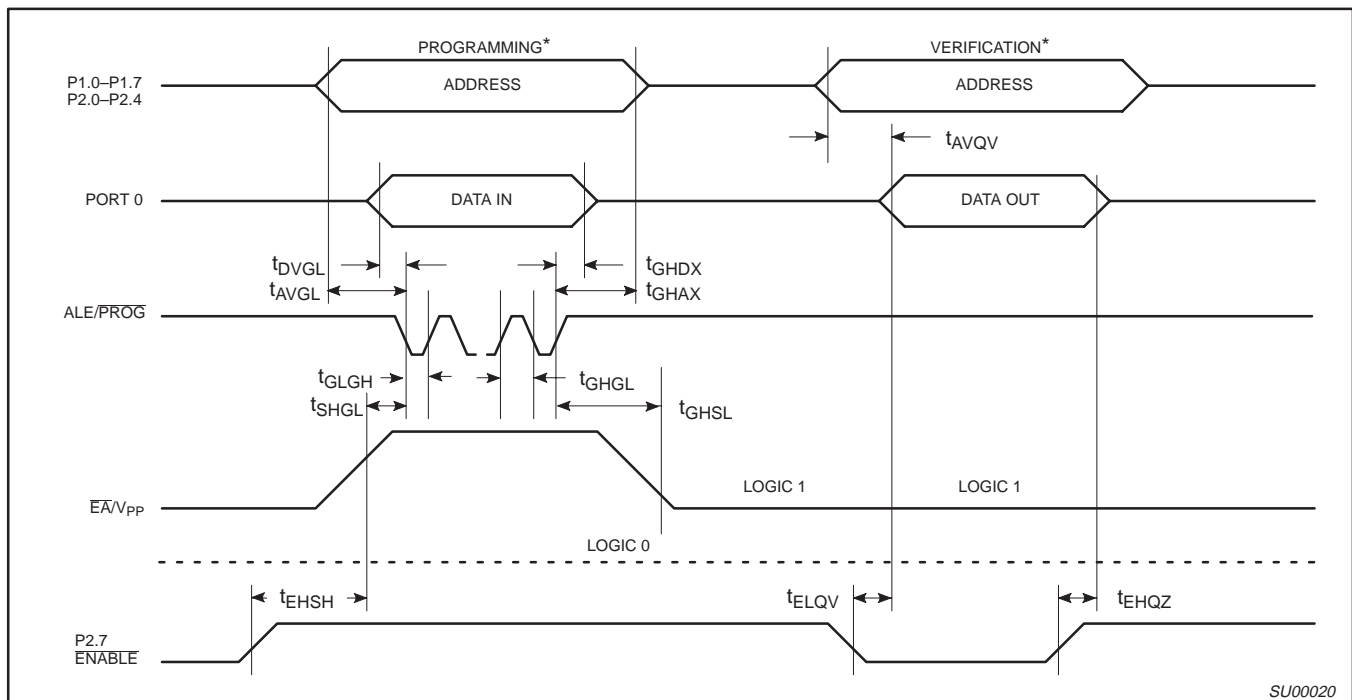 PROGRAMMING* VERIFICATION*
P1.0–P1.7
P2.0–P2.4
ADDRESS ADDRESS
tAVQV
PORT 0 DATA IN DATA OUT
tDVGL tGHDX
tAVGL tGHAX
ALE/PROG
tGLGH tGHGL
tSHGL tGHSL
LOGIC 1 LOGIC 1
EA/VPP
LOGIC 0
tEHSH tELQV tEHQZ
P2.7
ENABLE
SU00020